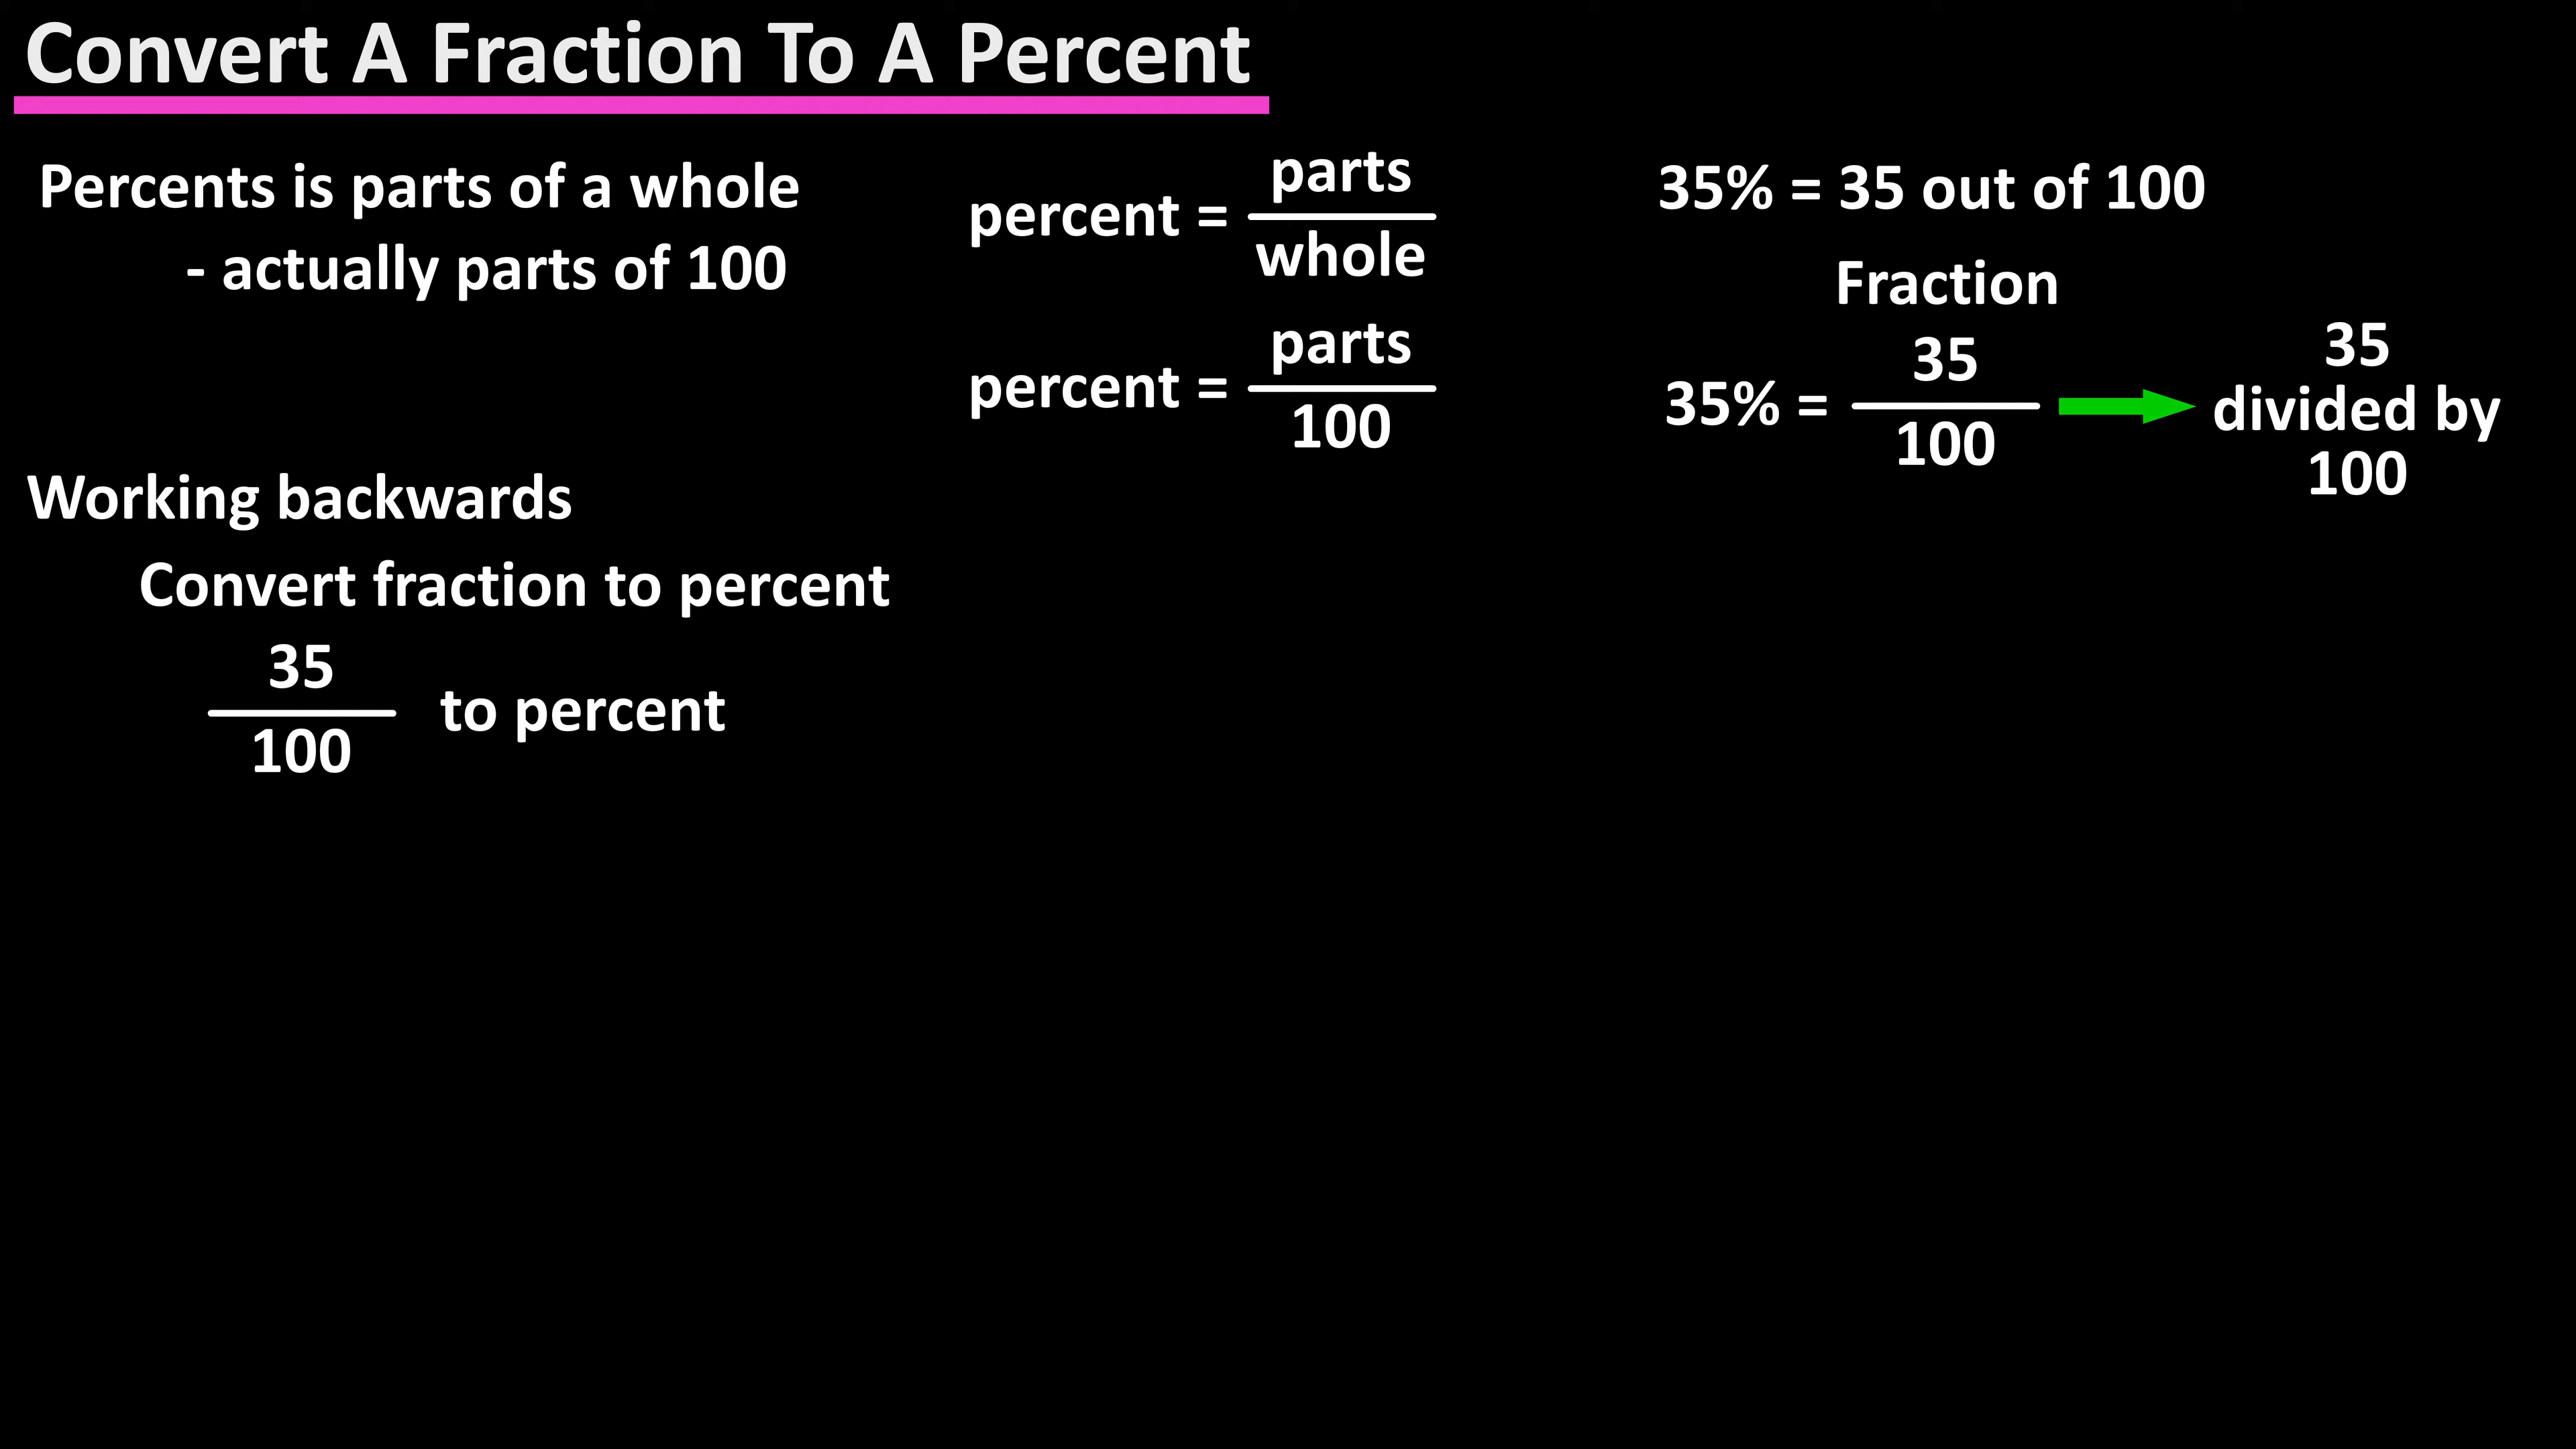 Convert A Fraction To A Percent
Percents is parts of a whole
- actually parts of 100
percent = parts
whole
percent = parts
100
35% = 35 out of 100
Fraction
35% = 35
100
35
divided by
100
Working backwards
Convert fraction to percent
35
100
to percent